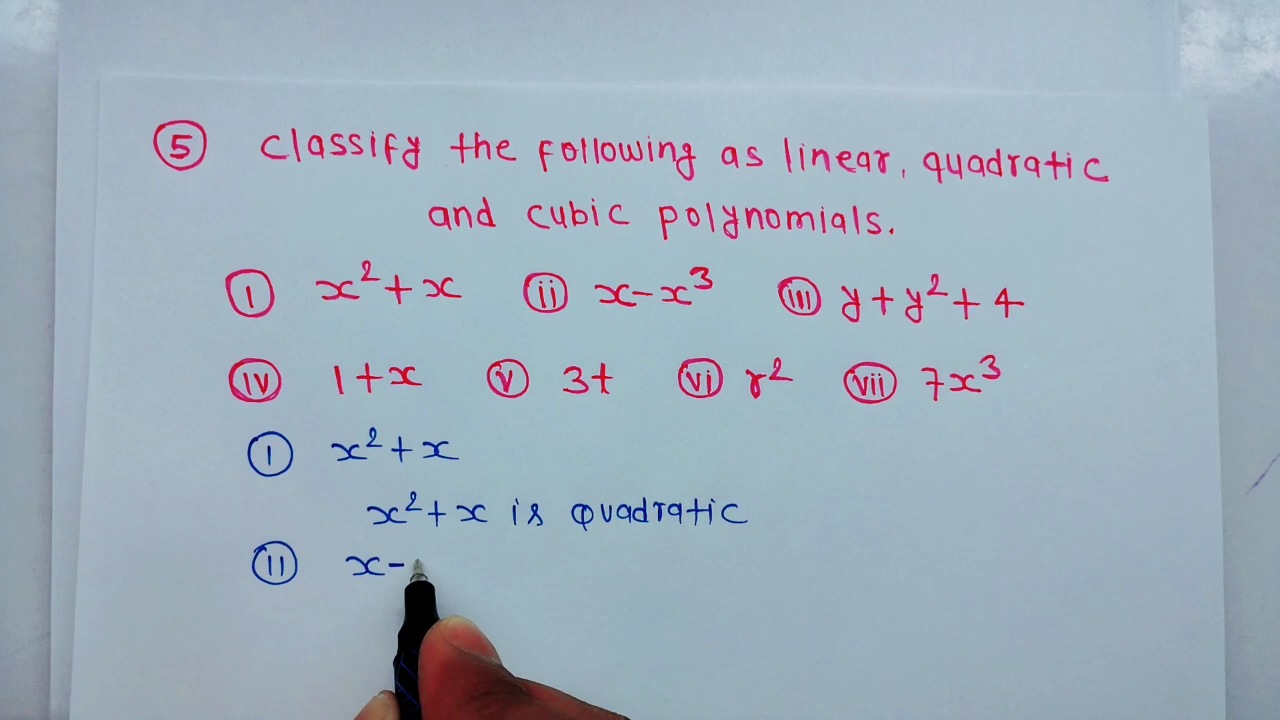 ⑤ Classify the following as linear, quadratic
and cubic polynomials.
ⓘ x²+x ⓘⓘ x-x³ ⓘⓘⓘ y+y²+4
ⓘⓥ 1+x ⓥ 3t ⓥⓘ r² ⓥⓘⓘ 7x³
ⓘ x²+x
x²+x is Quadratic
ⓘⓘ x-